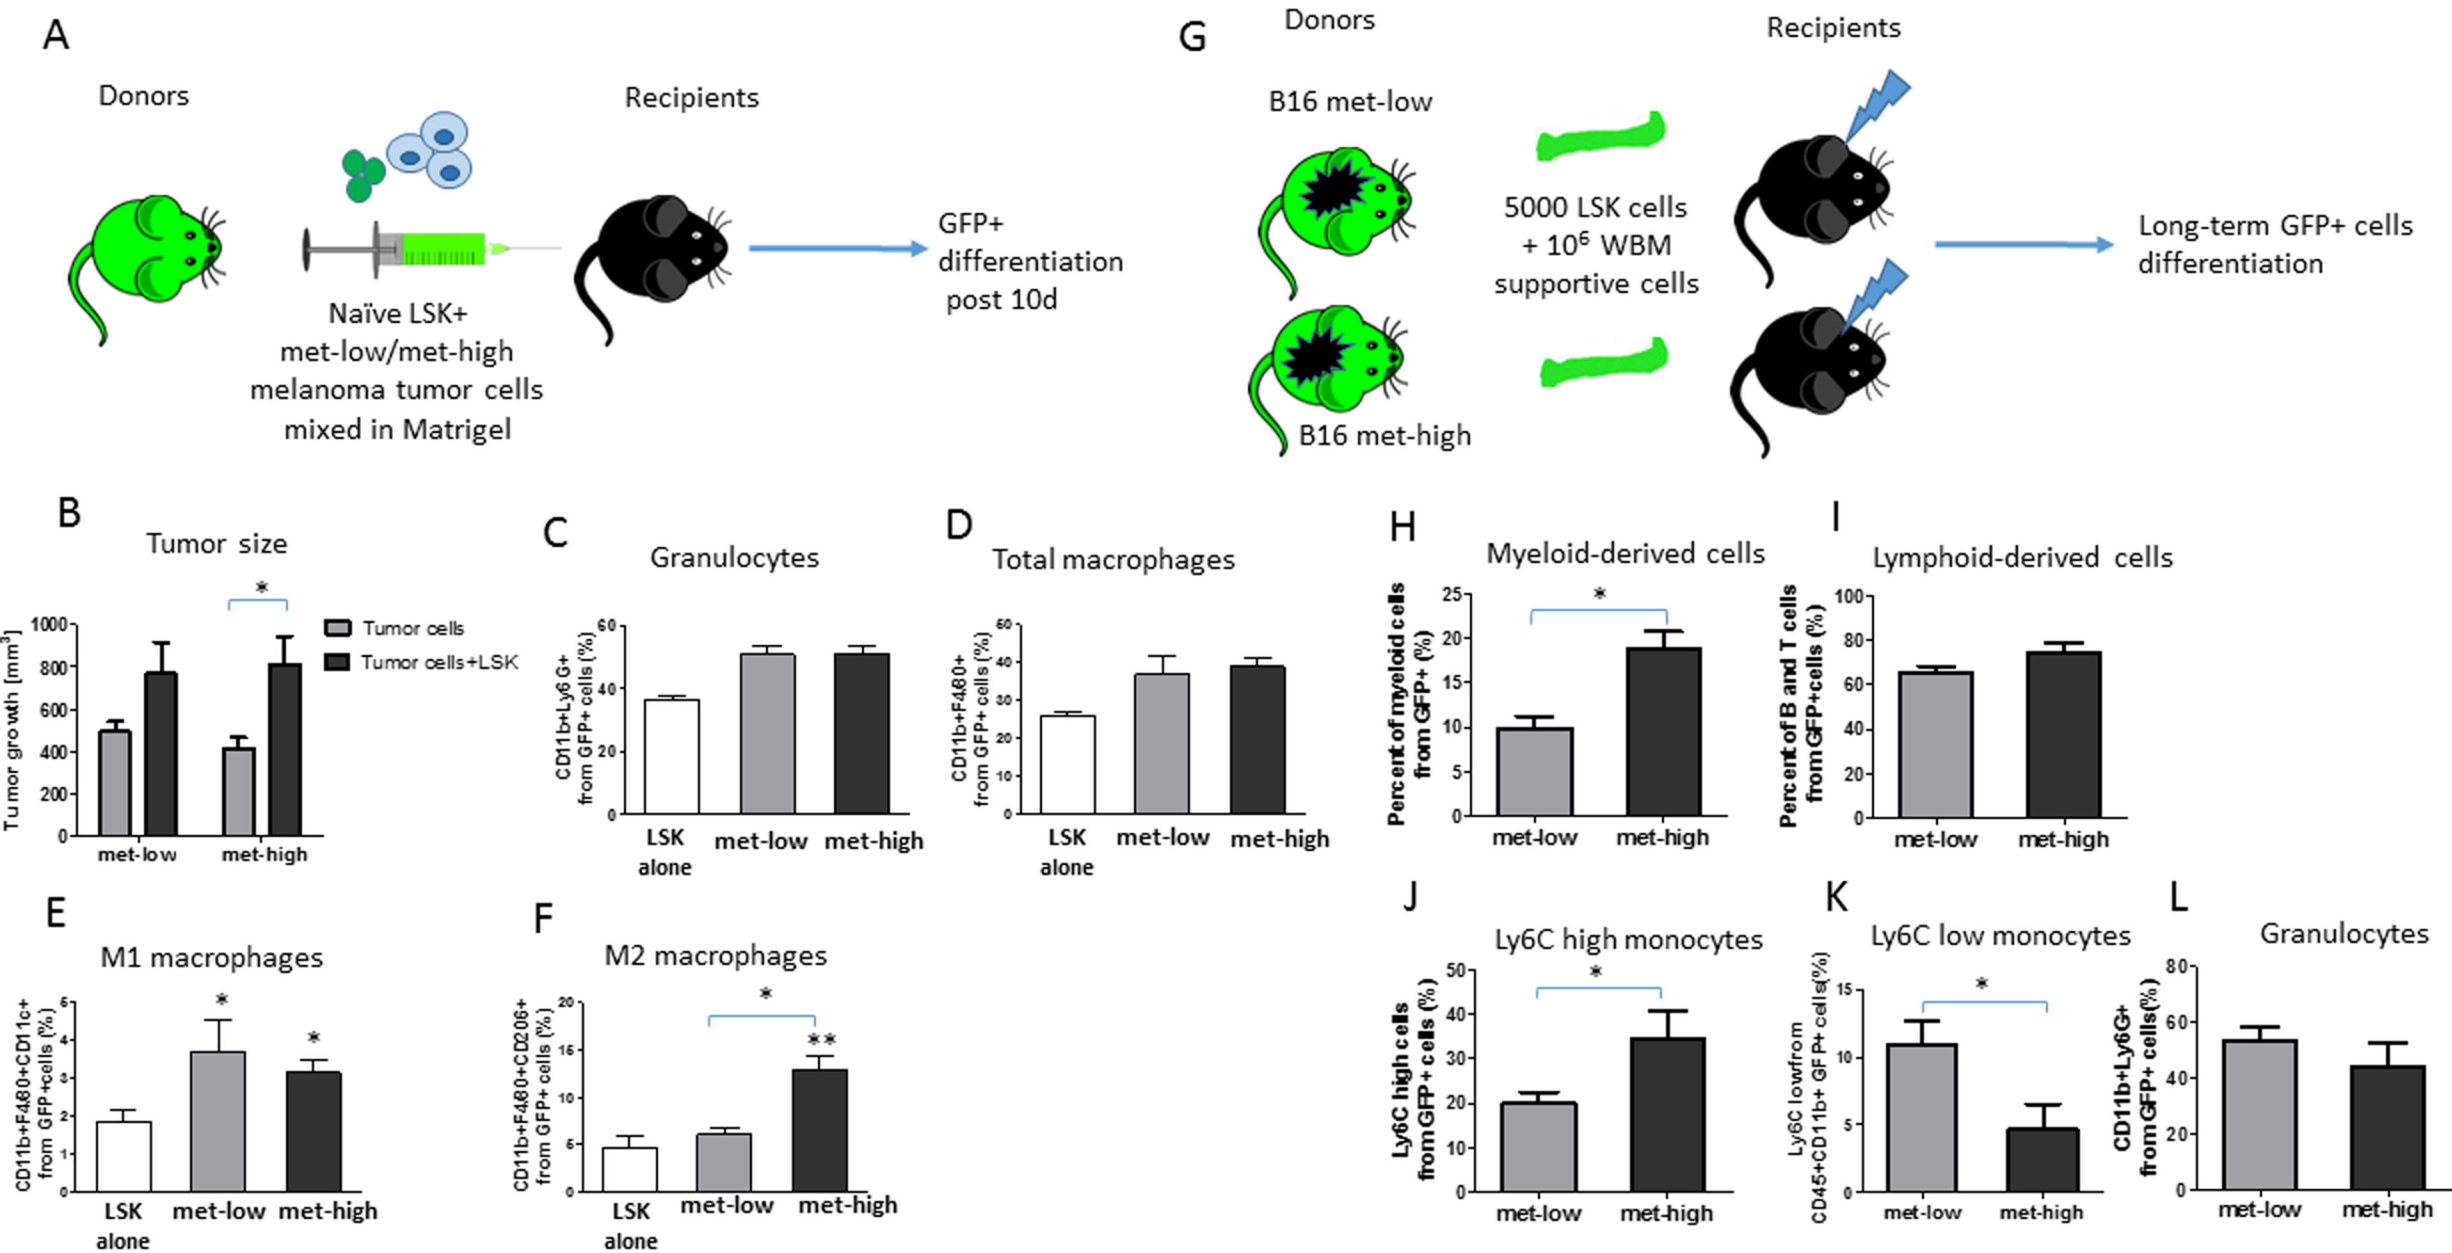 A
Donors
Recipients
GFP+
differentiation
post 10d
Naïve LSK+
met-low/met-high
melanoma tumor cells
mixed in Matrigel
G
Donors
Recipients
B16 met-low
5000 LSK cells
+ 10⁶ WBM
supportive cells
Long-term GFP+ cells
differentiation
B16 met-high
B
Tumor size
*
Tumor growth [mm³]
1000
800
600
400
200
0
met-low
met-high
Tumor cells
Tumor cells+LSK
C
Granulocytes
CD11b+Ly6G+
from GFP+ cells (%)
60
40
20
0
LSK
alone
met-low
met-high
D
Total macrophages
CD11b+F480+
from GFP+ cells (%)
50
40
30
20
10
0
LSK
alone
met-low
met-high
H
Myeloid-derived cells
*
Percent of myeloid cells
from GFP+ (%)
25
20
15
10
5
0
met-low
met-high
I
Lymphoid-derived cells
Percent of B and T cells
from GFP+cells (%)
100
80
60
40
20
0
met-low
met-high
E
M1 macrophages
*
*
CD11b+F480+CD11c+
from GFP+cells (%)
5
4
3
2
1
0
LSK
alone
met-low
met-high
F
M2 macrophages
*
**
CD11b+F480+CD206+
from GFP+ cells (%)
20
15
10
5
0
LSK
alone
met-low
met-high
J
Ly6C high monocytes
*
Ly6C high cells
from GFP+ cells (%)
50
40
30
20
10
0
met-low
met-high
K
Ly6C low monocytes
*
Ly6C lowfrom
CD45+CD11b+ GFP+ cells(%)
15
10
5
0
met-low
met-high
L
Granulocytes
CD11b+Ly6G+
from GFP+ cells(%)
80
60
40
20
0
met-low
met-high